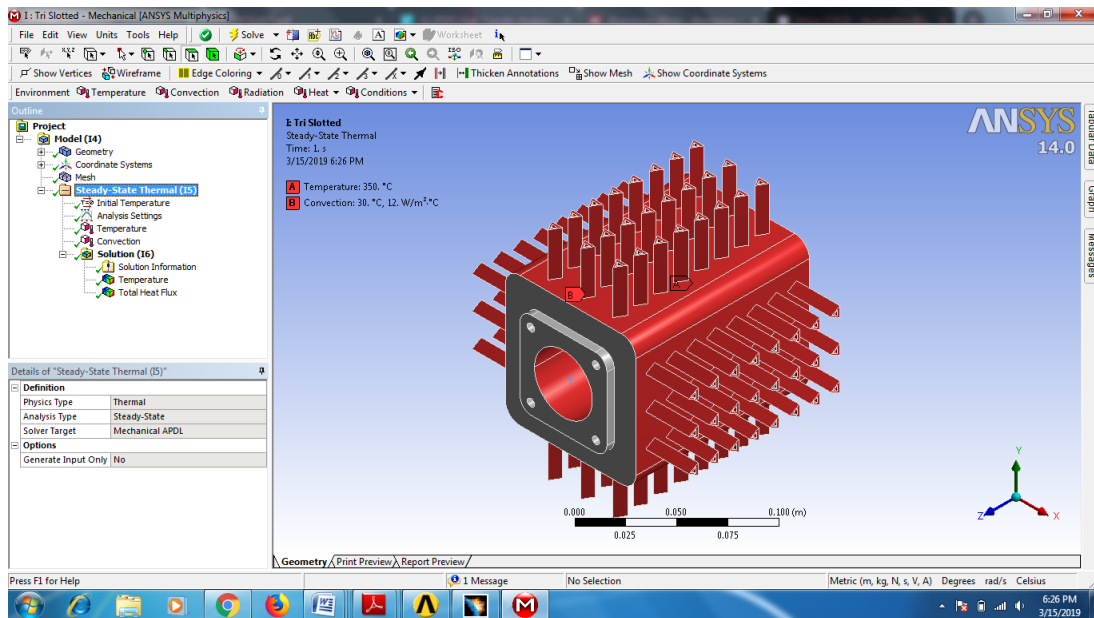 I : Tri Slotted - Mechanical [ANSYS Multiphysics]
File Edit View Units Tools Help Solve Worksheet
Show Vertices Wireframe Edge Coloring Thicken Annotations Show Mesh Show Coordinate Systems
Environment Temperature Convection Radiation Heat Conditions
Outline
Project
Model (I4)
Geometry
Coordinate Systems
Mesh
Steady-State Thermal (I5)
Initial Temperature
Analysis Settings
Temperature
Convection
Solution (I6)
Solution Information
Temperature
Total Heat Flux
Details of "Steady-State Thermal (I5)"
Definition
Physics Type Thermal
Analysis Type Steady-State
Solver Target Mechanical APDL
Options
Generate Input Only No
I: Tri Slotted
Steady-State Thermal
Time: 1. s
3/15/2019 6:26 PM
A Temperature: 350. °C
B Convection: 30. °C, 12. W/m²·°C
ANSYS
14.0
B
A
0.000 0.050 0.100 (m)
0.025 0.075
Y
Z X
Tabular Data
Graph
Messages
Geometry Print Preview Report Preview
Press F1 for Help 1 Message No Selection Metric (m, kg, N, s, V, A) Degrees rad/s Celsius
6:26 PM
3/15/2019